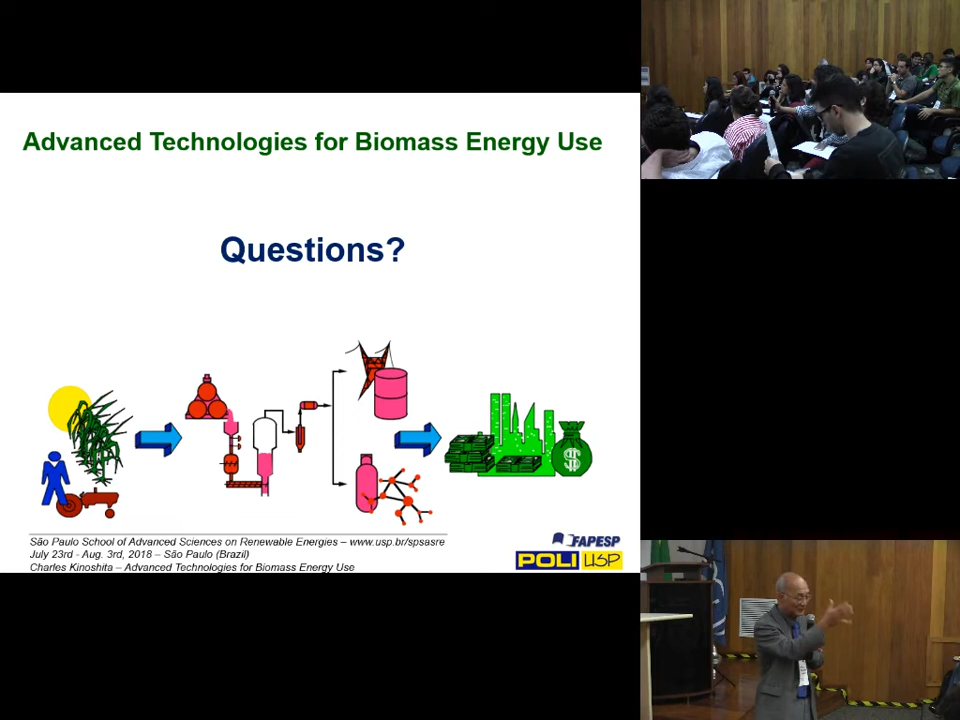 Advanced Technologies for Biomass Energy Use
Questions?
$
São Paulo School of Advanced Sciences on Renewable Energies – www.usp.br/spsasre
July 23rd - Aug. 3rd, 2018 – São Paulo (Brazil)
Charles Kinoshita – Advanced Technologies for Biomass Energy Use
FAPESP
POLI USP